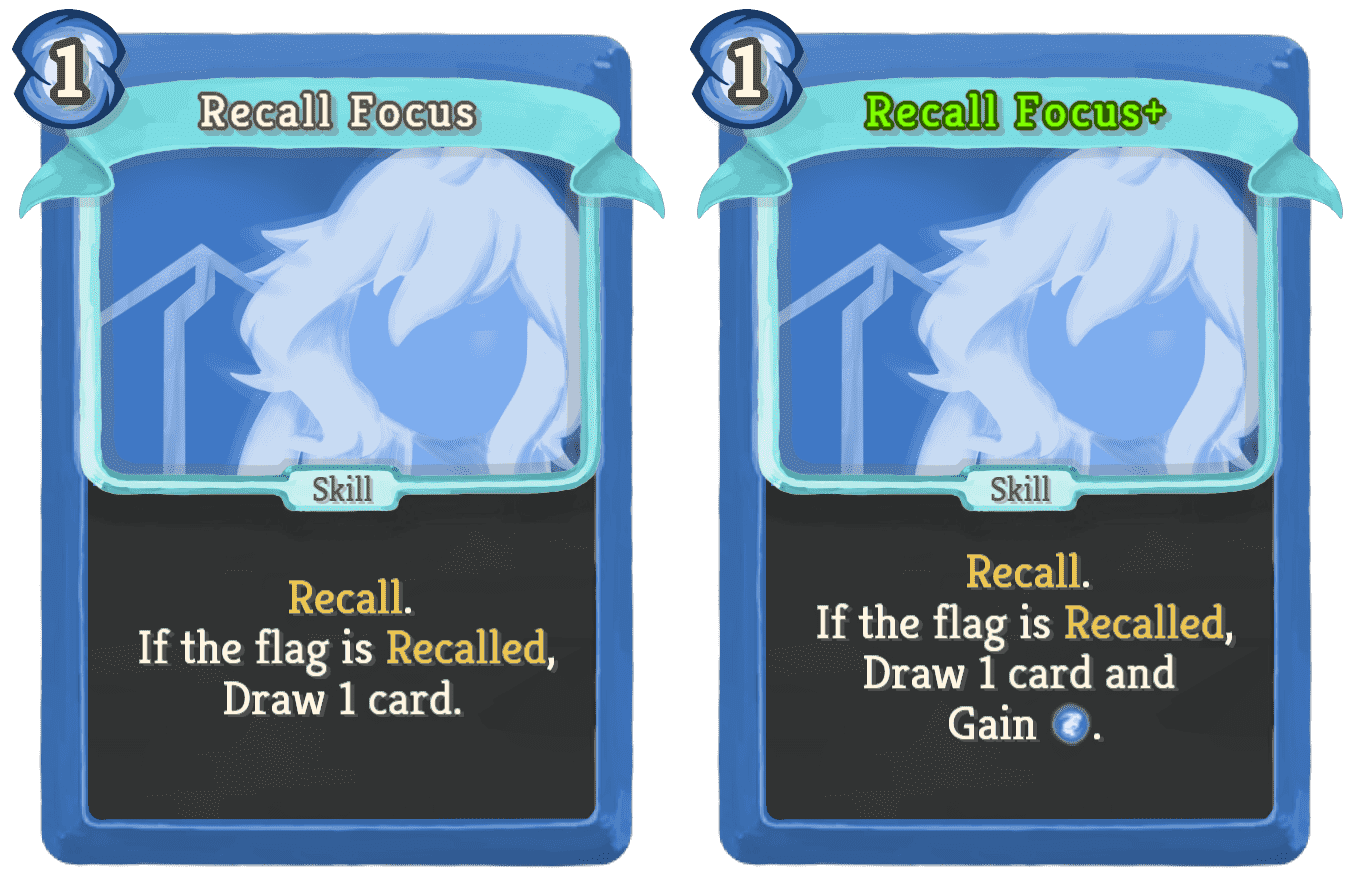 1
Recall Focus
Skill
Recall.
If the flag is Recalled,
Draw 1 card.
1
Recall Focus+
Skill
Recall.
If the flag is Recalled,
Draw 1 card and
Gain .